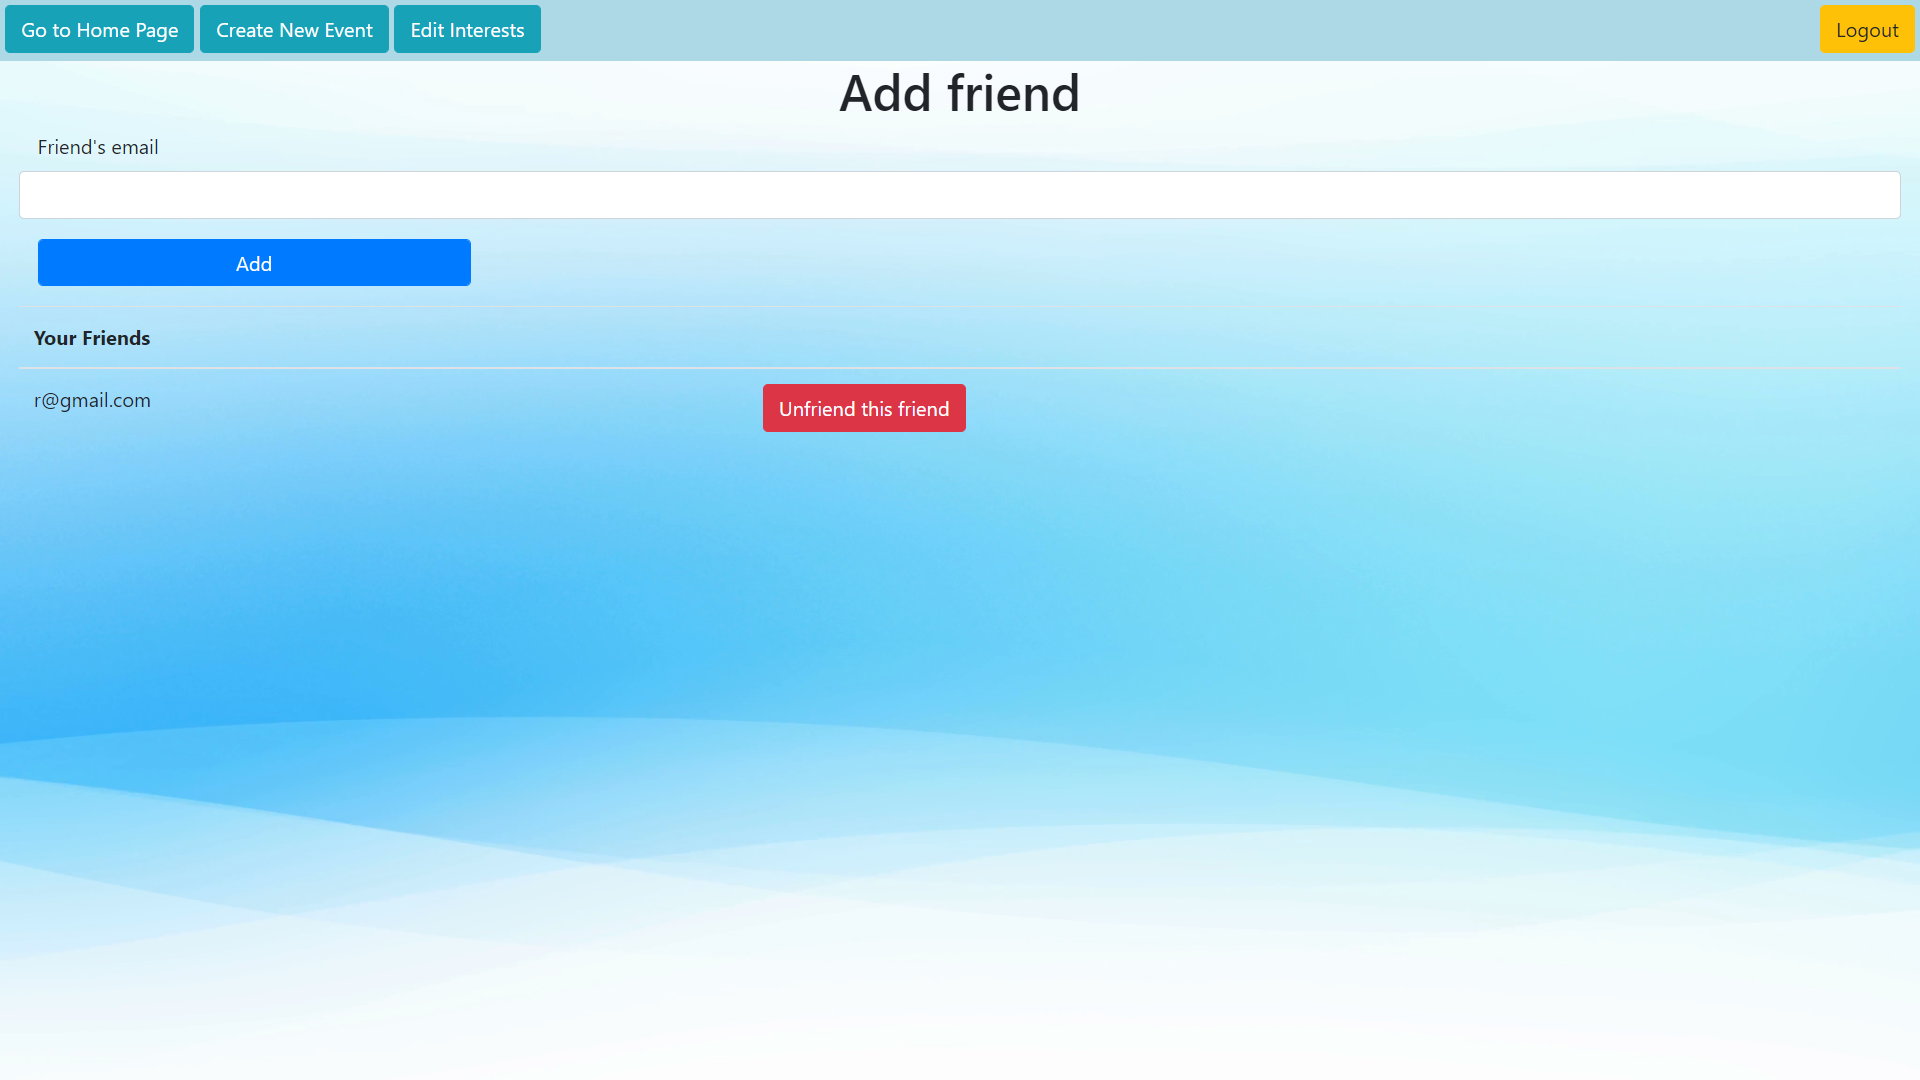 Go to Home Page Create New Event Edit Interests Logout
Add friend
Friend's email
Add
Your Friends
r@gmail.com Unfriend this friend